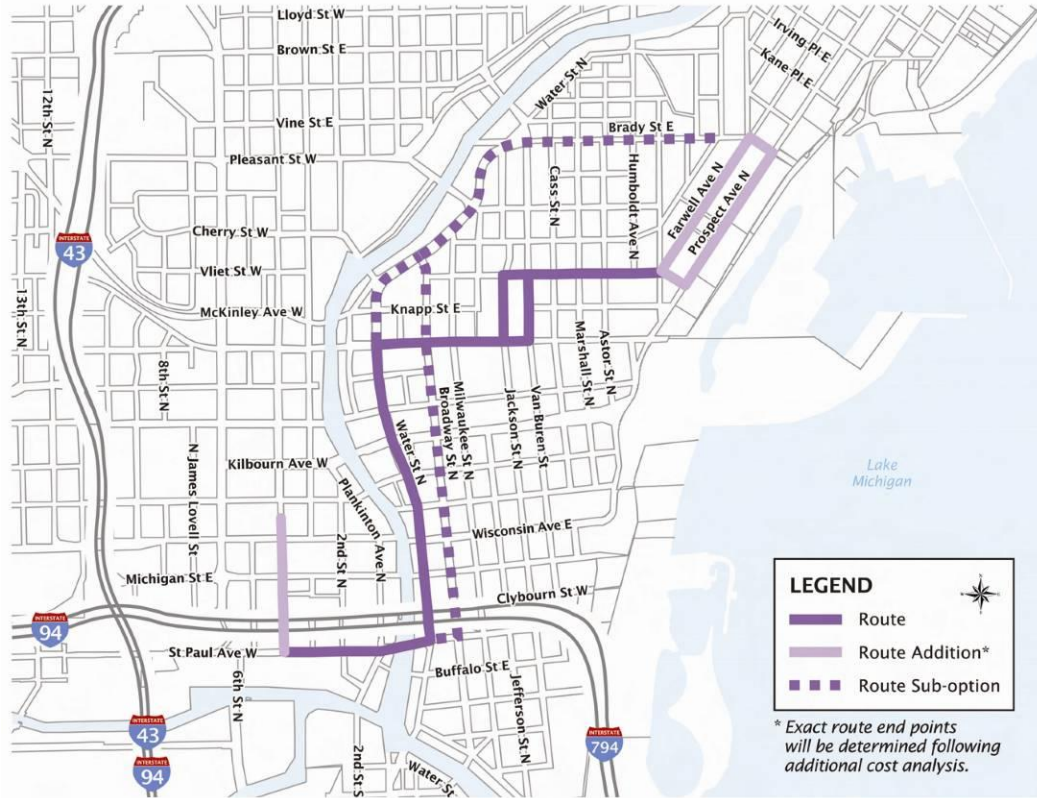 Lloyd St W
Brown St E
Irving Pl E
Kane Pl E
Water St N
12th St N
Vine St E
Brady St E
Pleasant St W
Cass St N
Humboldt Ave N
Farwell Ave N
Prospect Ave N
INTERSTATE
43
Cherry St W
Vliet St W
13th St N
McKinley Ave W
Knapp St E
8th St N
Marshall St N
Astor St N
Milwaukee St N
Broadway St N
Jackson St N
Van Buren St
Water St N
N James Lovell St
Kilbourn Ave W
Plankinton Ave N
Lake
Michigan
2nd St N
Wisconsin Ave E
Michigan St E
Clybourn St W
INTERSTATE
94
St Paul Ave W
6th St N
Buffalo St E
Jefferson St N
INTERSTATE
43
INTERSTATE
94
2nd St S
Water St
INTERSTATE
794
LEGEND
Route
Route Addition*
Route Sub-option
* Exact route end points
will be determined following
additional cost analysis.